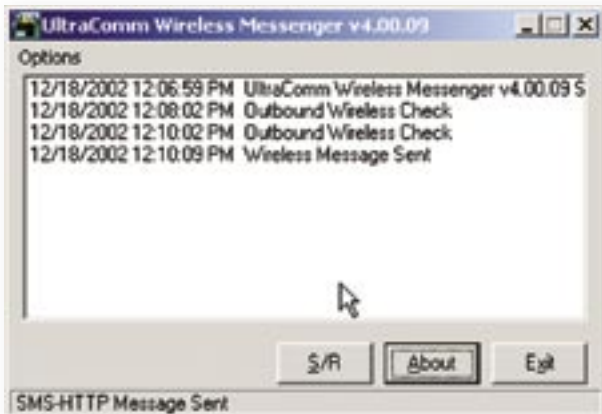 UltraComm Wireless Messenger v4.00.09
Options
12/18/2002 12:06:59 PM UltraComm Wireless Messenger v4.00.09 S
12/18/2002 12:08:02 PM Outbound Wireless Check
12/18/2002 12:10:02 PM Outbound Wireless Check
12/18/2002 12:10:09 PM Wireless Message Sent
S/R About Exit
SMS-HTTP Message Sent